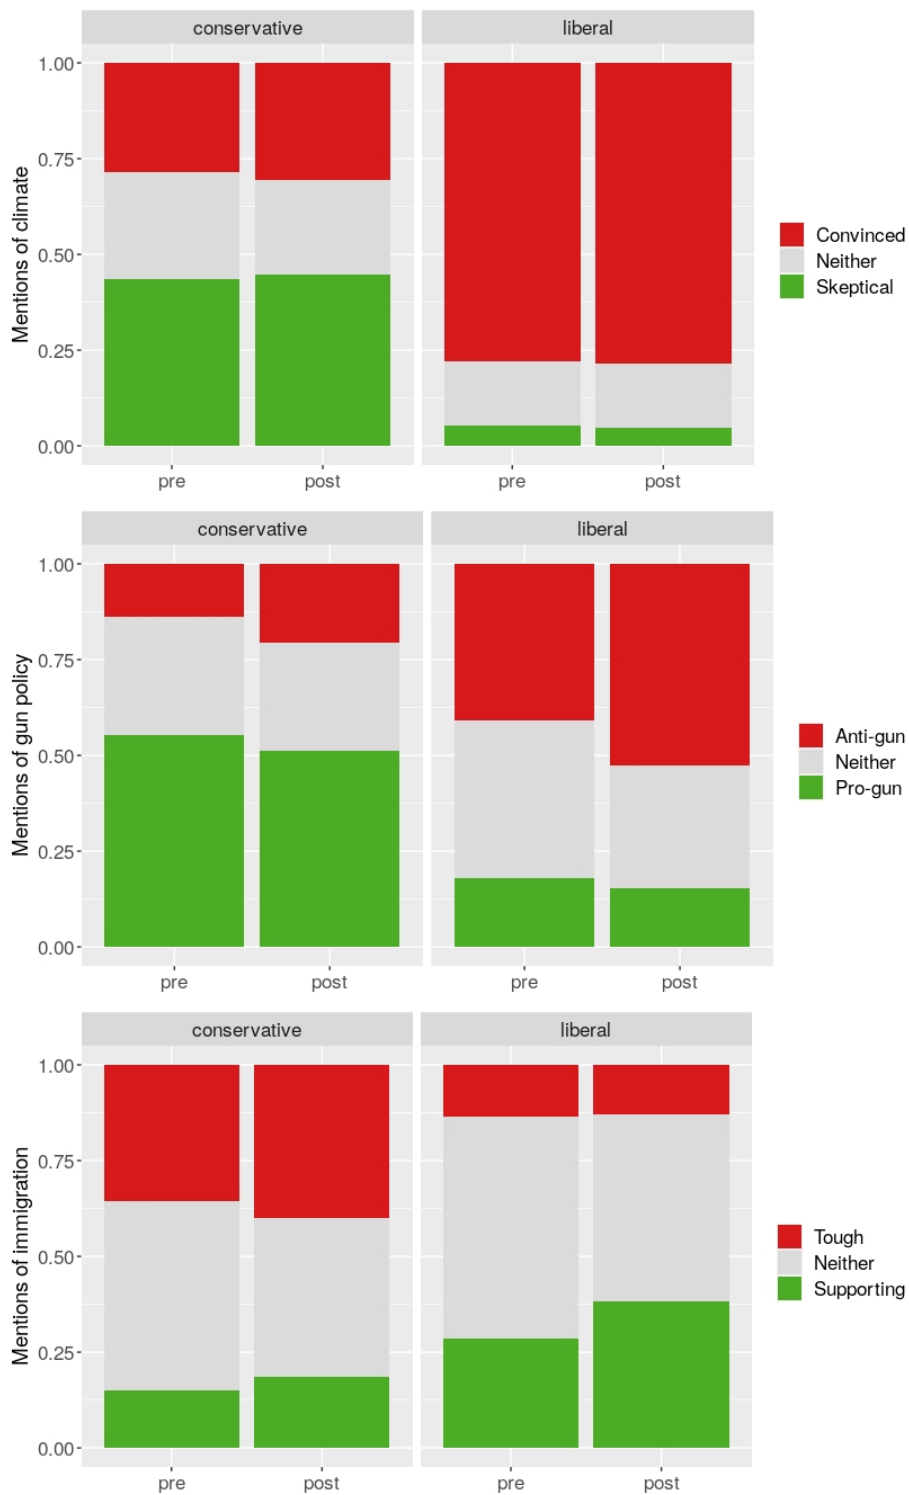 conservative
liberal
Mentions of climate
1.00
0.75
0.50
0.25
0.00
pre
post
pre
post
Convinced
Neither
Skeptical
conservative
liberal
Mentions of gun policy
1.00
0.75
0.50
0.25
0.00
pre
post
pre
post
Anti-gun
Neither
Pro-gun
conservative
liberal
Mentions of immigration
1.00
0.75
0.50
0.25
0.00
pre
post
pre
post
Tough
Neither
Supporting